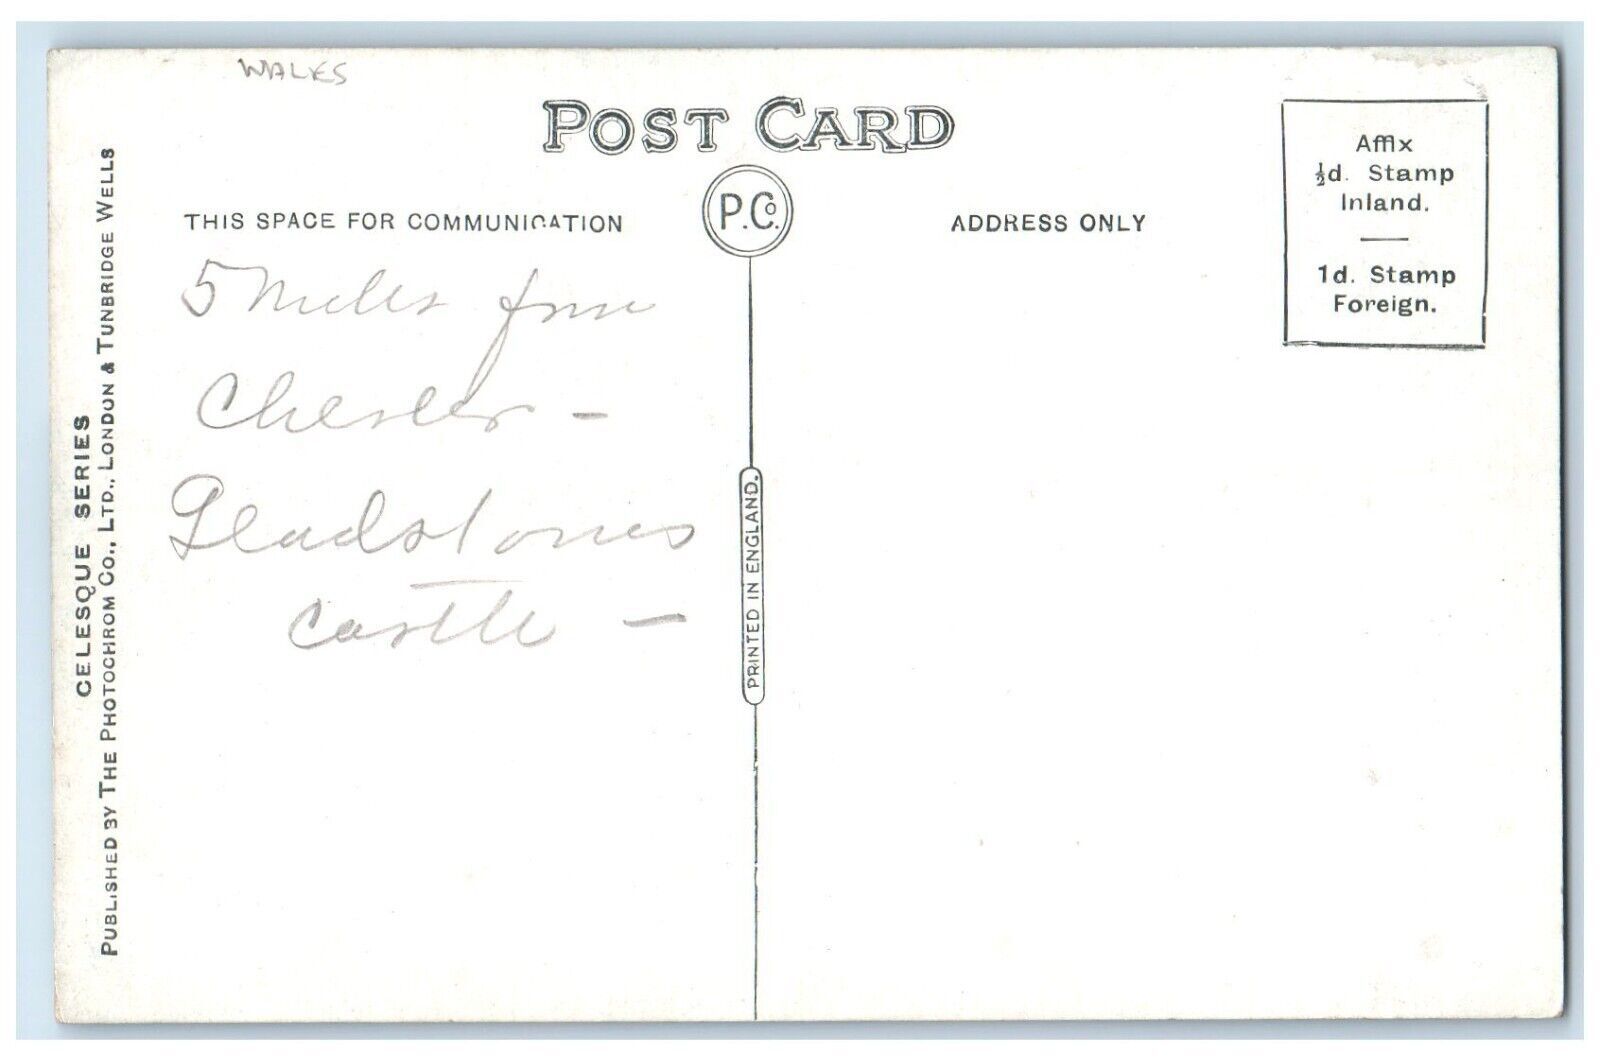 WALES
POST CARD
P.Co.
THIS SPACE FOR COMMUNICATION
ADDRESS ONLY
Affix
½d. Stamp
Inland.
1d. Stamp
Foreign.
5 miles from
Chester –
Gladstones
castle –
PRINTED IN ENGLAND.
CELESQUE SERIES
PUBLISHED BY THE PHOTOCHROM CO., LTD., LONDON & TUNBRIDGE WELLS